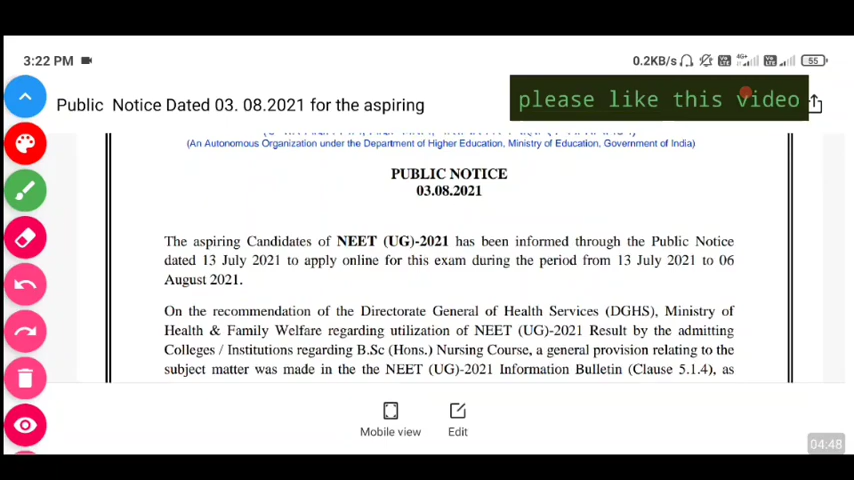 3:22 PM
0.2KB/s 4G+ 55
please like this video
Public Notice Dated 03. 08.2021 for the aspiring
(An Autonomous Organization under the Department of Higher Education, Ministry of Education, Government of India)
PUBLIC NOTICE
03.08.2021
The aspiring Candidates of NEET (UG)-2021 has been informed through the Public Notice
dated 13 July 2021 to apply online for this exam during the period from 13 July 2021 to 06
August 2021.
On the recommendation of the Directorate General of Health Services (DGHS), Ministry of
Health & Family Welfare regarding utilization of NEET (UG)-2021 Result by the admitting
Colleges / Institutions regarding B.Sc (Hons.) Nursing Course, a general provision relating to the
subject matter was made in the the NEET (UG)-2021 Information Bulletin (Clause 5.1.4), as
Mobile view
Edit
04:48